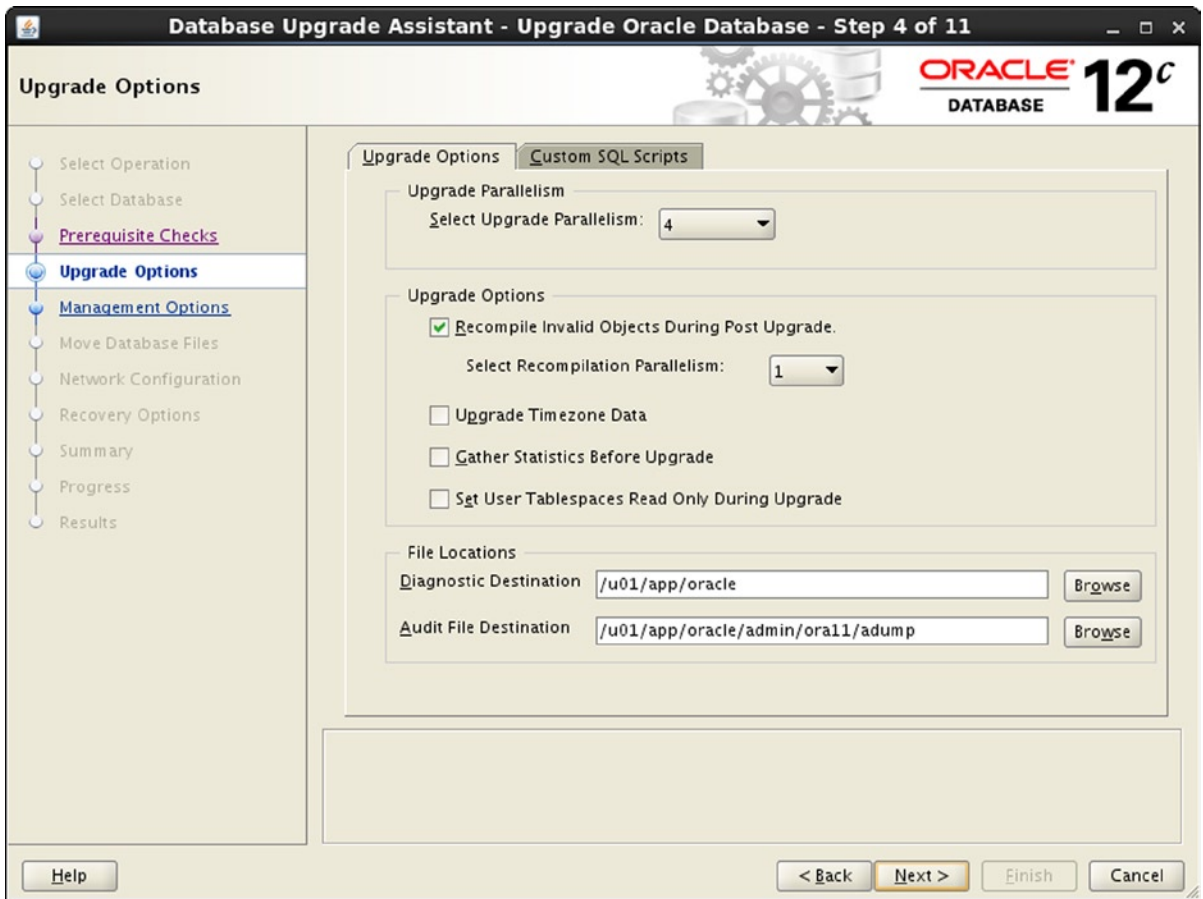 Database Upgrade Assistant - Upgrade Oracle Database - Step 4 of 11
Upgrade Options
ORACLE
DATABASE
12c
Select Operation
Select Database
Prerequisite Checks
Upgrade Options
Management Options
Move Database Files
Network Configuration
Recovery Options
Summary
Progress
Results
Upgrade Options
Custom SQL Scripts
Upgrade Parallelism
Select Upgrade Parallelism: 4
Upgrade Options
Recompile Invalid Objects During Post Upgrade.
Select Recompilation Parallelism: 1
Upgrade Timezone Data
Gather Statistics Before Upgrade
Set User Tablespaces Read Only During Upgrade
File Locations
Diagnostic Destination /u01/app/oracle Browse
Audit File Destination /u01/app/oracle/admin/ora11/adump Browse
Help
< Back
Next >
Finish
Cancel